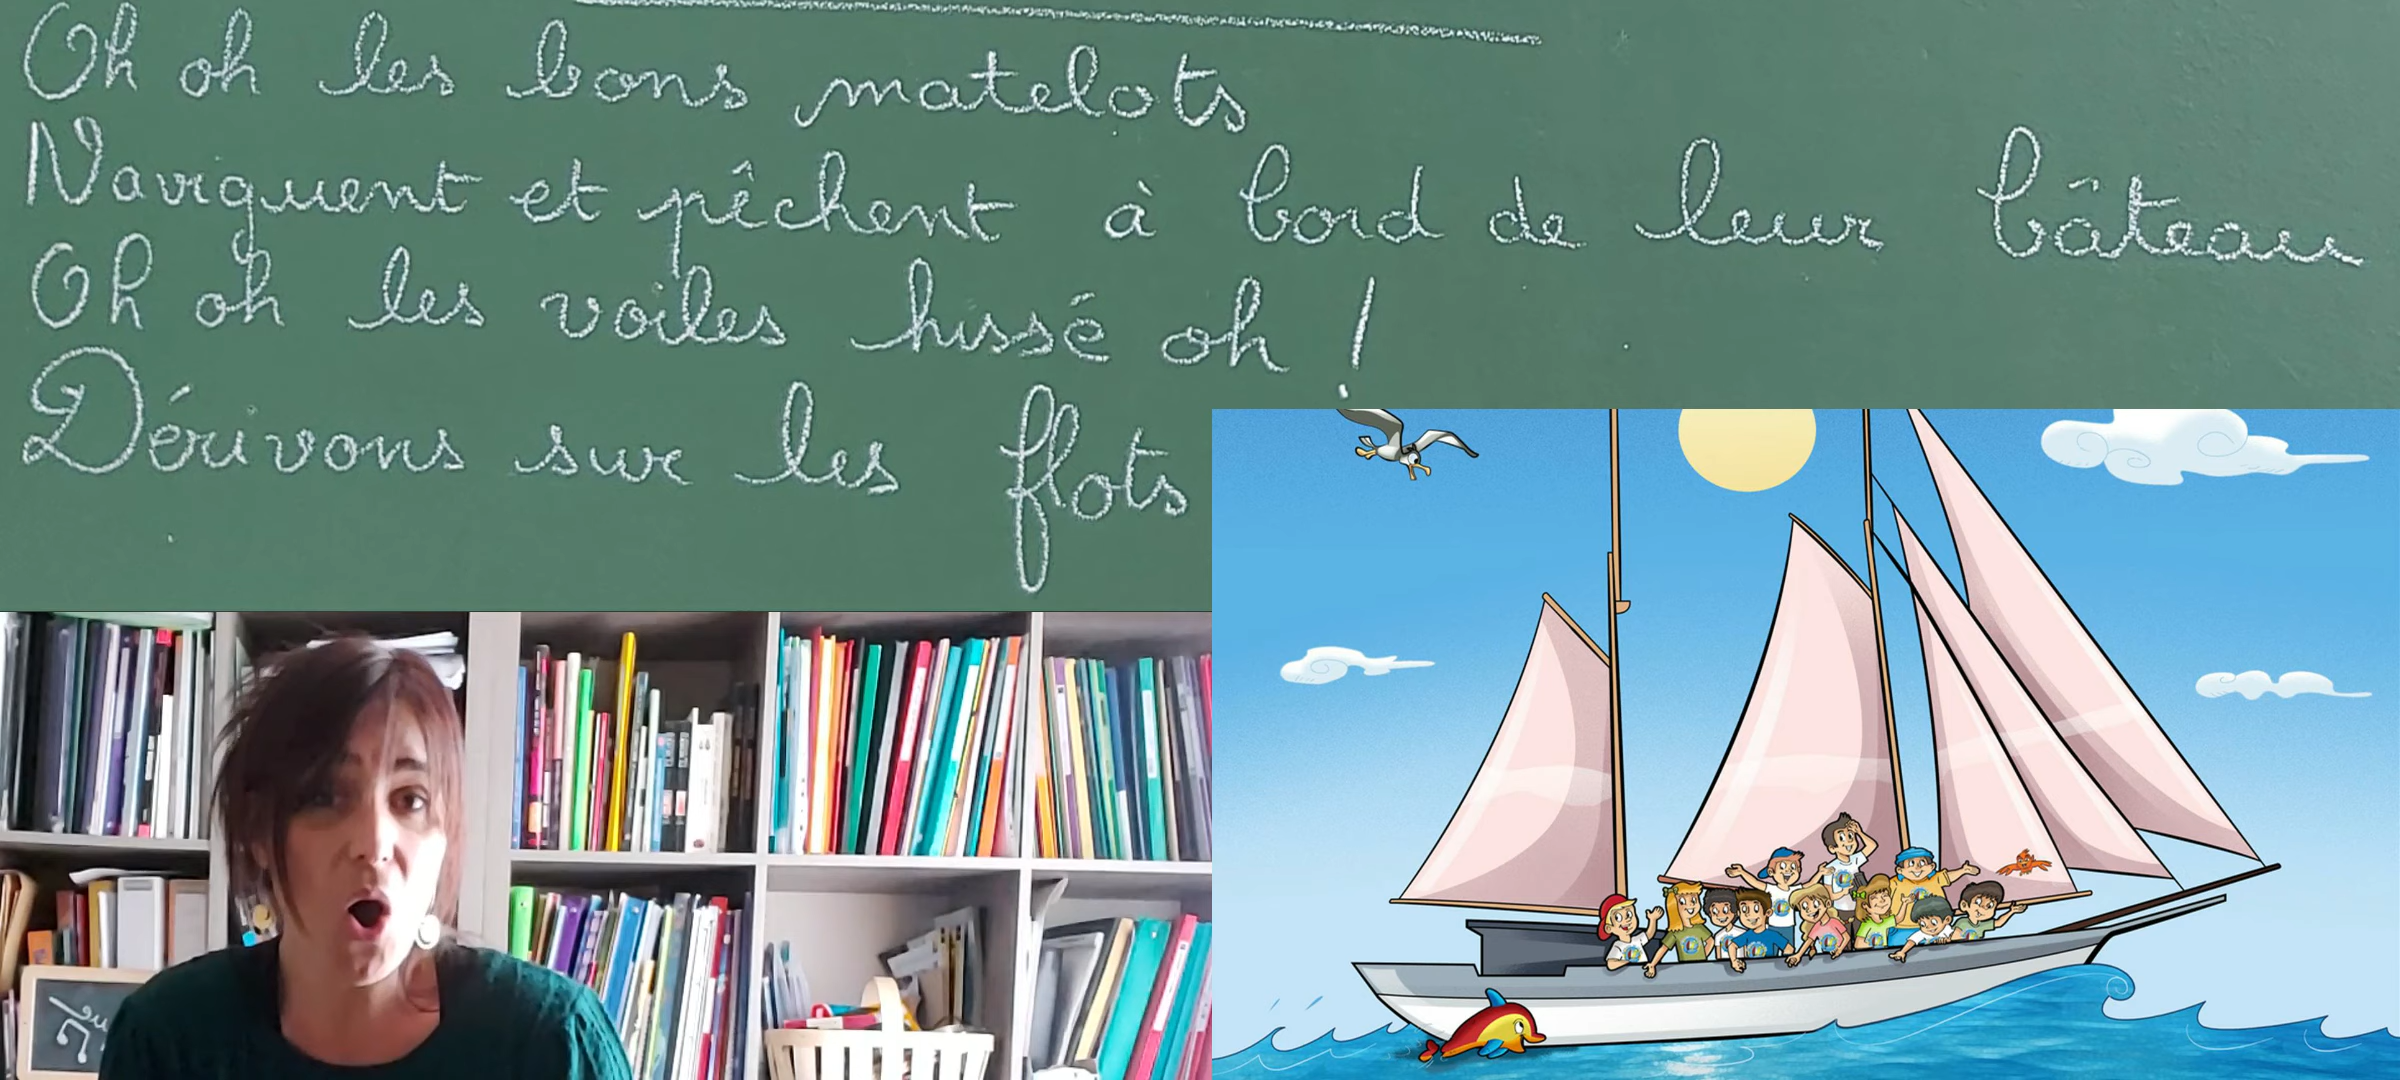 Oh oh les bons matelots
Naviguent et pêchent à bord de leur bâteau
Oh oh les voiles hissé oh !
Dérivons sur les flots